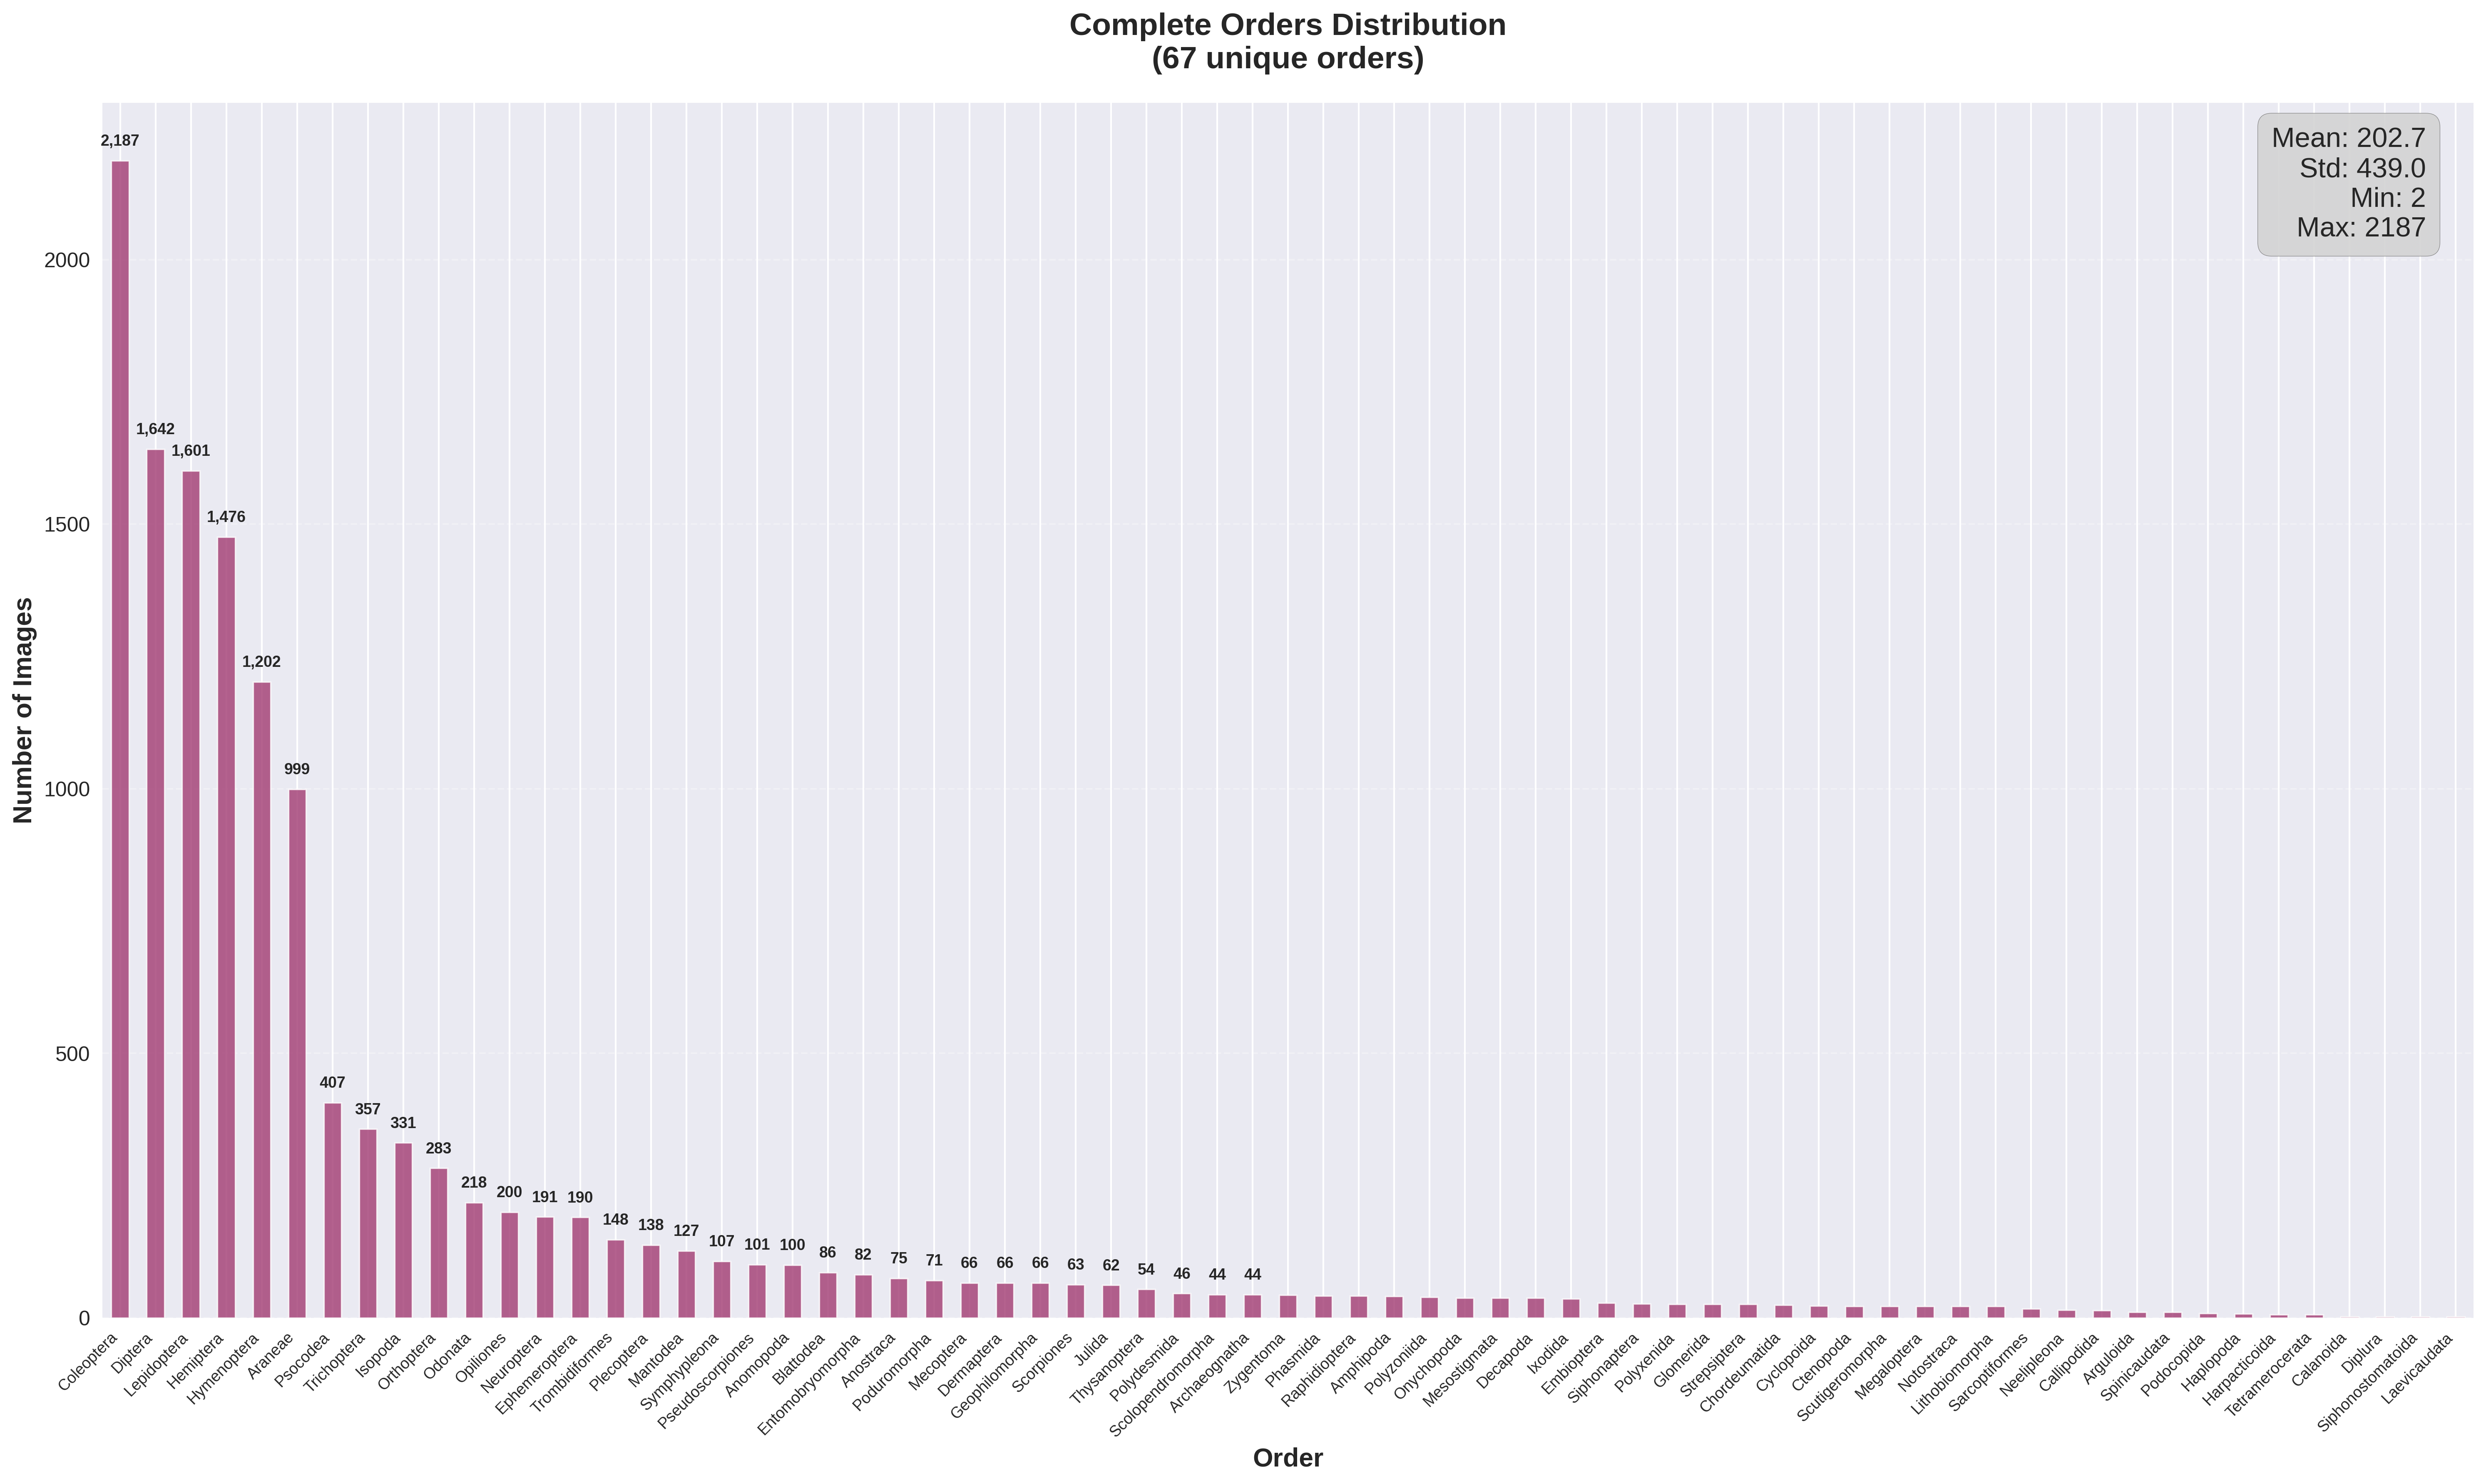 Complete Orders Distribution
(67 unique orders)
Mean: 202.7
Std: 439.0
Min: 2
Max: 2187
Number of Images
2000
1500
1000
500
0
2,187
1,642
1,601
1,476
1,202
999
407
357
331
283
218
200
191
190
148
138
127
107
101
100
86
82
75
71
66
66
66
63
62
54
46
44
44
Coleoptera
Diptera
Lepidoptera
Hemiptera
Hymenoptera
Araneae
Psocodea
Trichoptera
Isopoda
Orthoptera
Odonata
Opiliones
Neuroptera
Ephemeroptera
Trombidiformes
Plecoptera
Mantodea
Symphypleona
Pseudoscorpiones
Anomopoda
Blattodea
Entomobryomorpha
Anostraca
Poduromorpha
Mecoptera
Dermaptera
Geophilomorpha
Scorpiones
Julida
Thysanoptera
Polydesmida
Scolopendromorpha
Archaeognatha
Zygentoma
Phasmida
Raphidioptera
Amphipoda
Polyzoniida
Onychopoda
Mesostigmata
Decapoda
Ixodida
Embioptera
Siphonaptera
Polyxenida
Glomerida
Strepsiptera
Chordeumatida
Cyclopoida
Ctenopoda
Scutigeromorpha
Megaloptera
Notostraca
Lithobiomorpha
Sarcoptiformes
Neelipleona
Callipodida
Arguloida
Spinicaudata
Podocopida
Haplopoda
Harpacticoida
Tetramerocerata
Calanoida
Diplura
Siphonostomatoida
Laevicaudata
Order